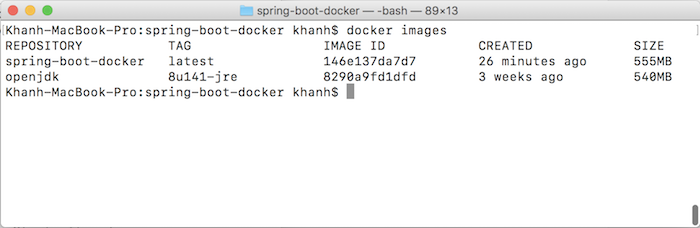 spring-boot-docker — -bash — 89×13
Khanh-MacBook-Pro:spring-boot-docker khanh$ docker images
REPOSITORY TAG IMAGE ID CREATED SIZE
spring-boot-docker latest 146e137da7d7 26 minutes ago 555MB
openjdk 8u141-jre 8290a9fd1dfd 3 weeks ago 540MB
Khanh-MacBook-Pro:spring-boot-docker khanh$